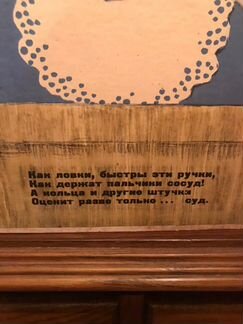 Как ловки, быстры эти ручки,
Как держат пальчики сосуд!
А кольца и другие штучки
Оценит разве только ... суд.